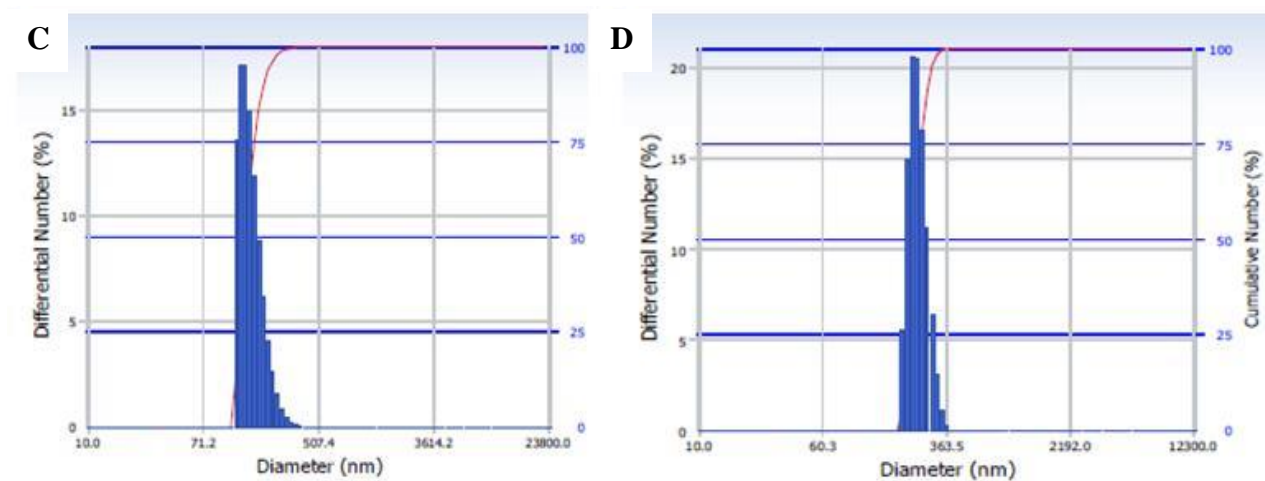 C
Differential Number (%)
15
10
5
0
100
75
50
25
0
10.0 71.2 507.4 3614.2 23800.0
Diameter (nm)
D
Differential Number (%)
20
15
10
5
0
100
75
50
25
0
Cumulative Number (%)
10.0 60.3 363.5 2192.0 12300.0
Diameter (nm)